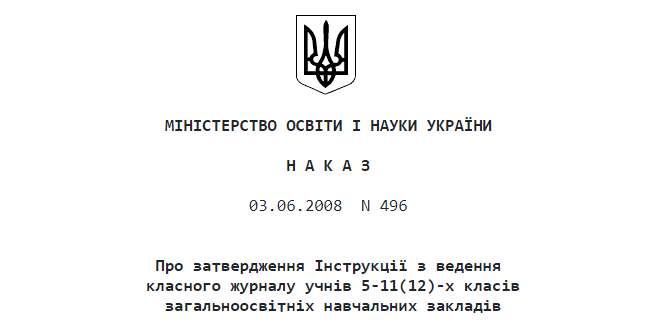 МІНІСТЕРСТВО ОСВІТИ І НАУКИ УКРАЇНИ
Н А К А З
03.06.2008 N 496
Про затвердження Інструкції з ведення
класного журналу учнів 5-11(12)-х класів
загальноосвітніх навчальних закладів